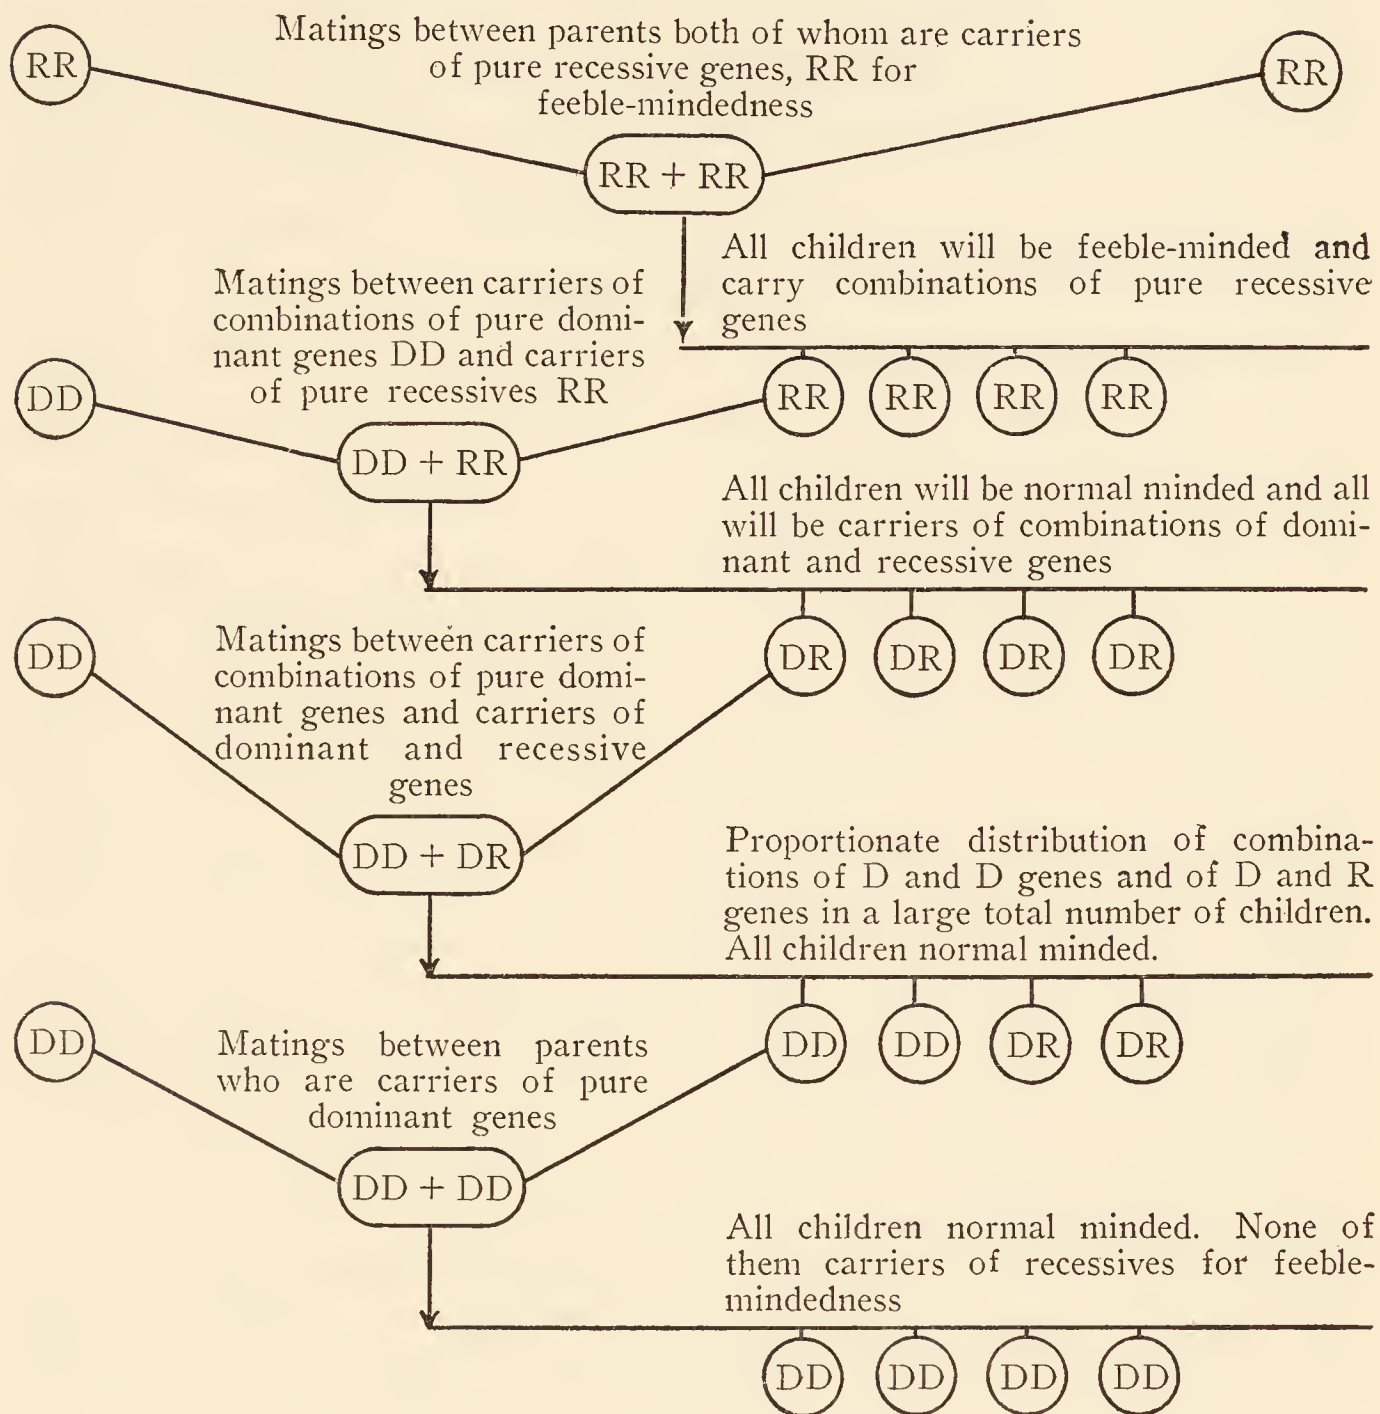 Matings between parents both of whom are carriers
of pure recessive genes, RR for
feeble-mindedness
RR
RR
RR + RR
All children will be feeble-minded and
carry combinations of pure recessive
genes
Matings between carriers of
combinations of pure domi-
nant genes DD and carriers
of pure recessives RR
DD
RR RR RR RR
DD + RR
All children will be normal minded and all
will be carriers of combinations of domi-
nant and recessive genes
DD
Matings between carriers of
combinations of pure domi-
nant genes and carriers of
dominant and recessive
genes
DR DR DR DR
DD + DR
Proportionate distribution of combina-
tions of D and D genes and of D and R
genes in a large total number of children.
All children normal minded.
DD
Matings between parents
who are carriers of pure
dominant genes
DD DD DR DR
DD + DD
All children normal minded. None of
them carriers of recessives for feeble-
mindedness
DD DD DD DD